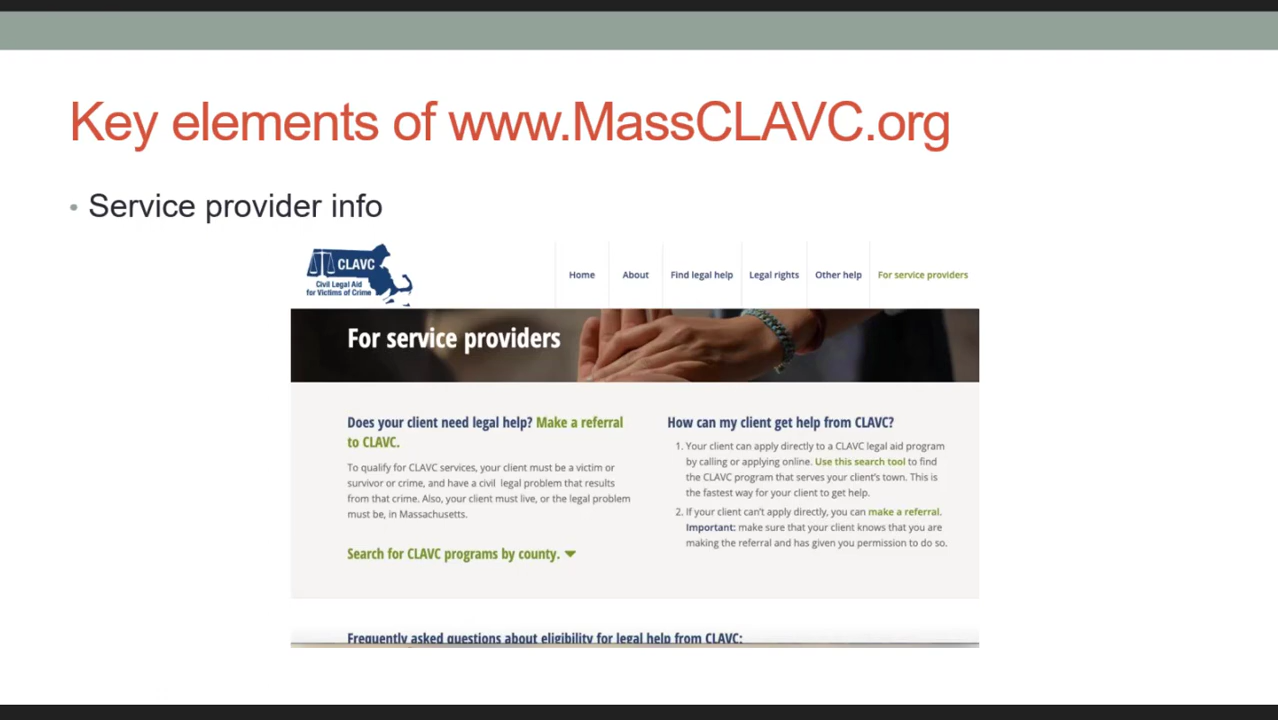 Key elements of www.MassCLAVC.org
• Service provider info
CLAVC
Civil Legal Aid
for Victims of Crime
Home About Find legal help Legal rights Other help For service providers
For service providers
Does your client need legal help? Make a referral
to CLAVC.
To qualify for CLAVC services, your client must be a victim or
survivor or crime, and have a civil legal problem that results
from that crime. Also, your client must live, or the legal problem
must be, in Massachusetts.
Search for CLAVC programs by county.
How can my client get help from CLAVC?
1. Your client can apply directly to a CLAVC legal aid program
by calling or applying online. Use this search tool to find
the CLAVC program that serves your client's town. This is
the fastest way for your client to get help.
2. If your client can't apply directly, you can make a referral.
Important: make sure that your client knows that you are
making the referral and has given you permission to do so.
Frequently asked questions about eligibility for legal help from CLAVC: